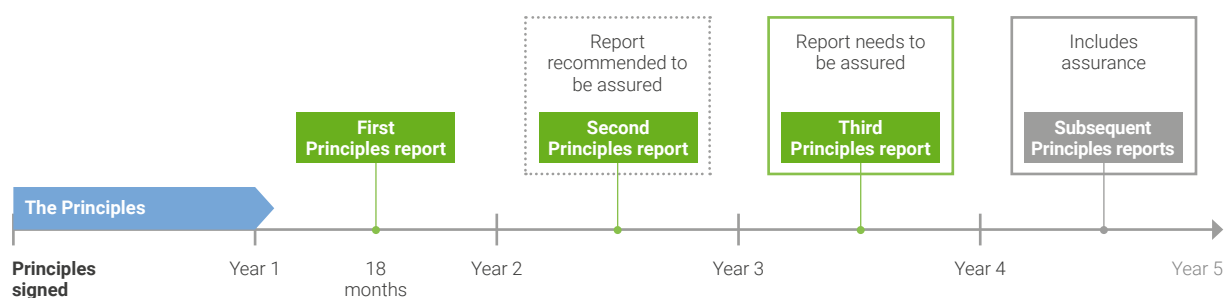 Report
recommended to
be assured
Report needs to
be assured
Includes
assurance
First
Principles report
Second
Principles report
Third
Principles report
Subsequent
Principles reports
The Principles
Principles
signed
Year 1
18
months
Year 2
Year 3
Year 4
Year 5